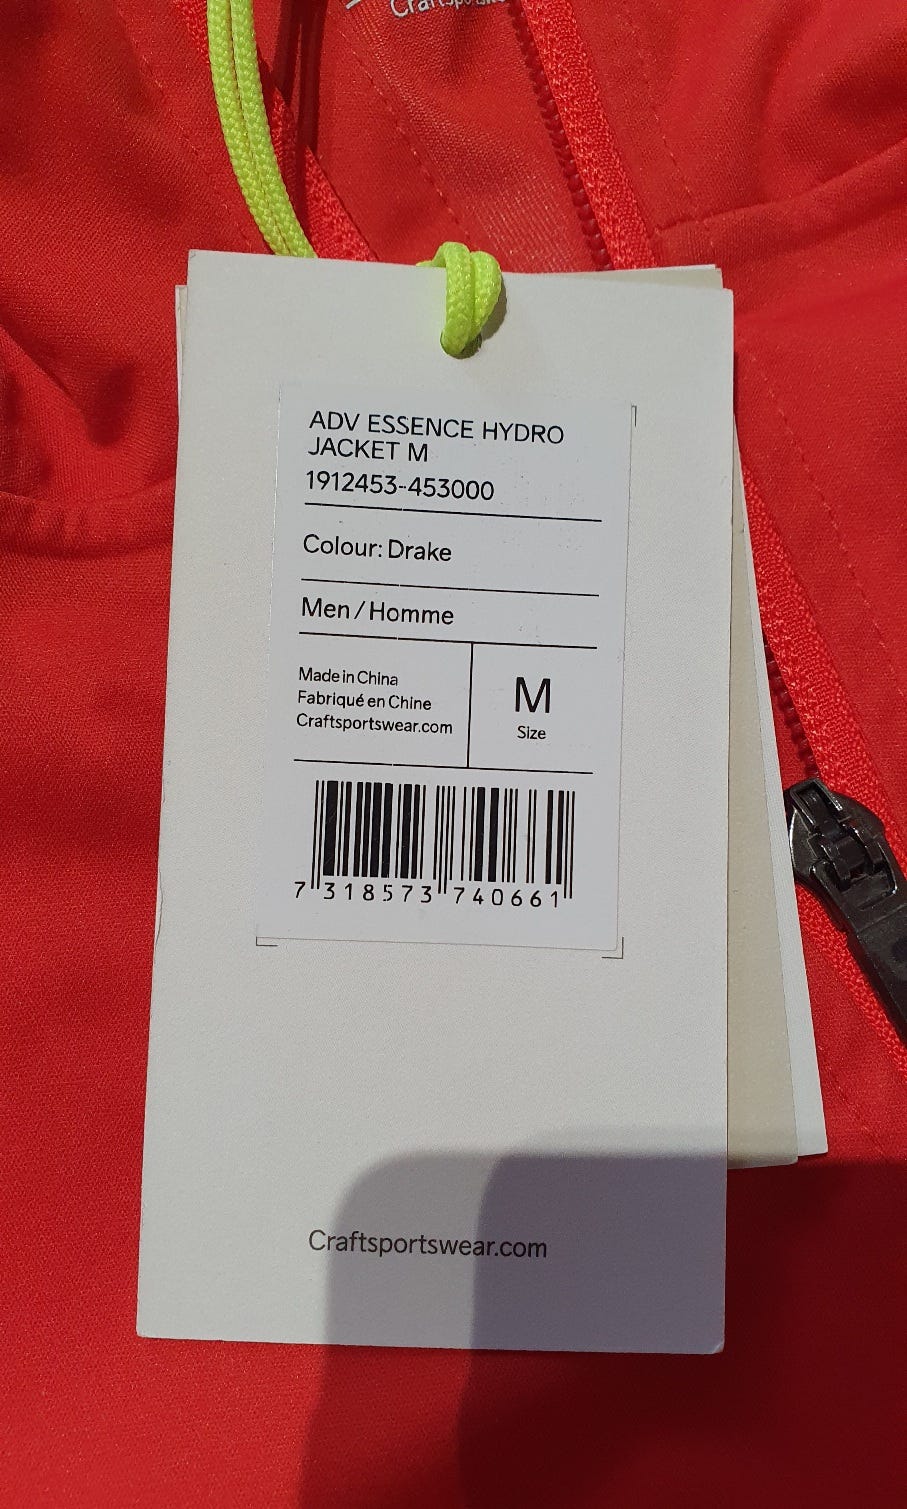 ADV ESSENCE HYDRO
JACKET M
1912453-453000
Colour: Drake
Men / Homme
Made in China
Fabriqué en Chine
Craftsportswear.com
M
Size
7 318573 740661
Craftsportswear.com